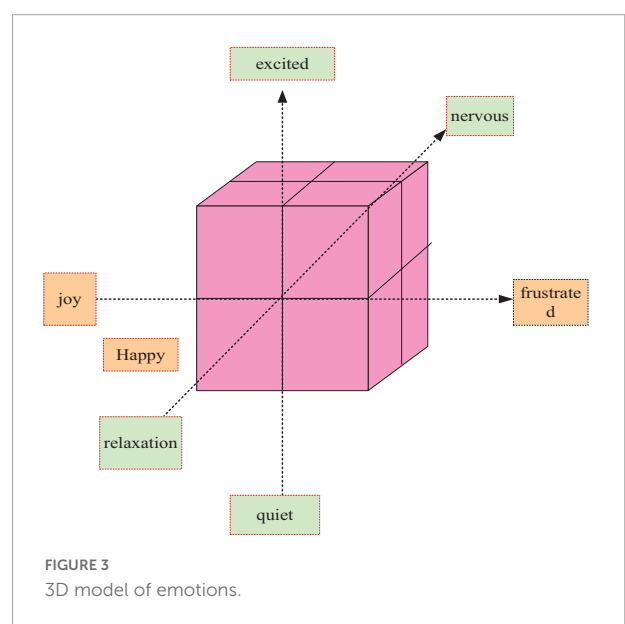 excited
nervous
joy
frustrate
d
Happy
relaxation
quiet
FIGURE 3
3D model of emotions.